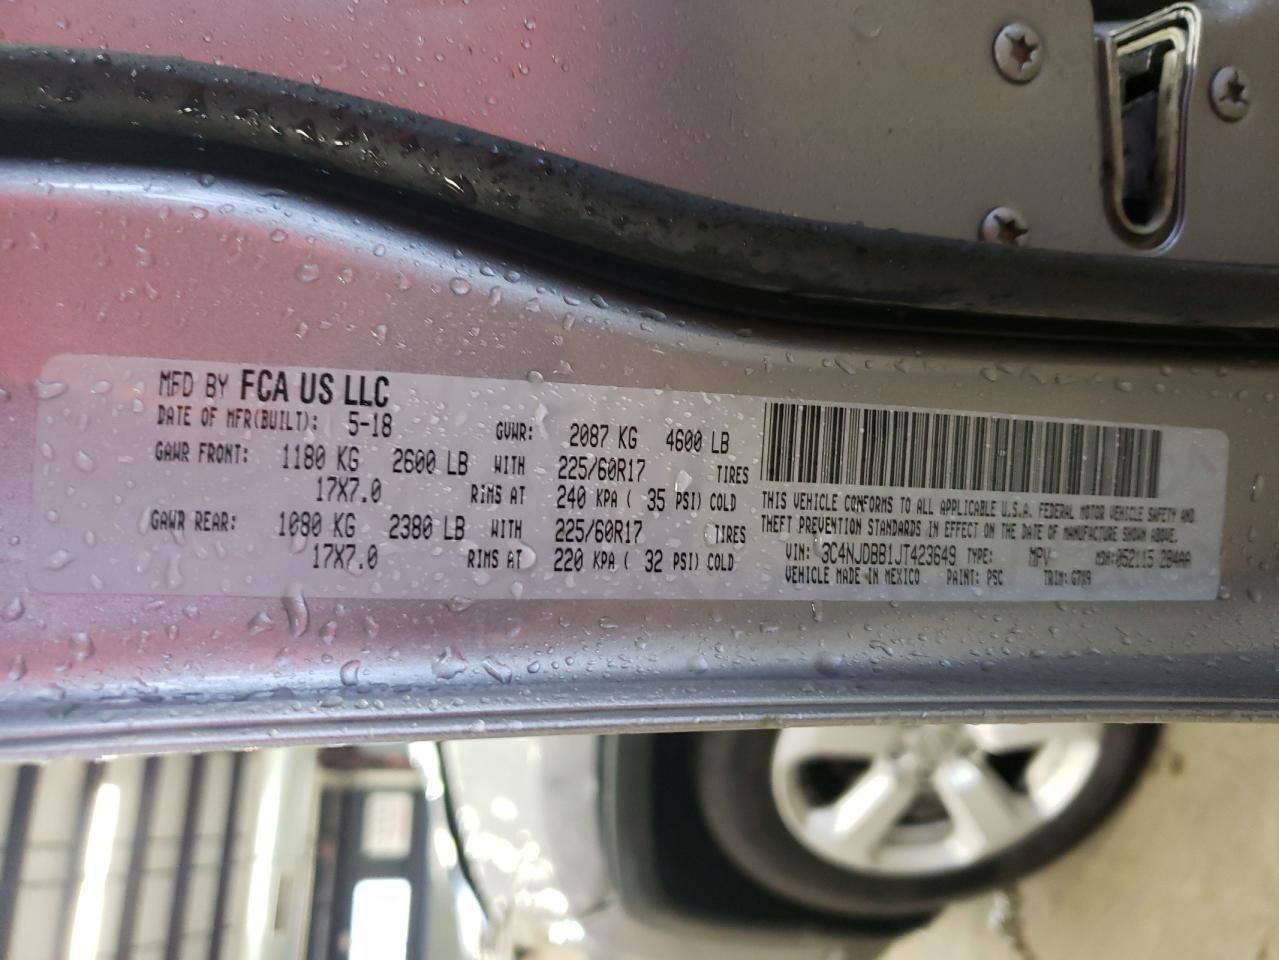 MFD BY FCA US LLC
DATE OF MFR(BUILT): 5-18 GVWR: 2087 KG 4600 LB
GAWR FRONT: 1180 KG 2600 LB WITH 225/60R17 TIRES
17X7.0 RIMS AT 240 KPA ( 35 PSI) COLD
GAWR REAR: 1080 KG 2380 LB WITH 225/60R17 TIRES
17X7.0 RIMS AT 220 KPA ( 32 PSI) COLD
THIS VEHICLE CONFORMS TO ALL APPLICABLE U.S.A. FEDERAL MOTOR VEHICLE SAFETY AND
THEFT PREVENTION STANDARDS IN EFFECT ON THE DATE OF MANUFACTURE SHOWN ABOVE.
VIN: 3C4NJDBB1JT423649 TYPE: MPV MDH: 052115 284AA
VEHICLE MADE IN MEXICO PAINT: PSC TRIM: